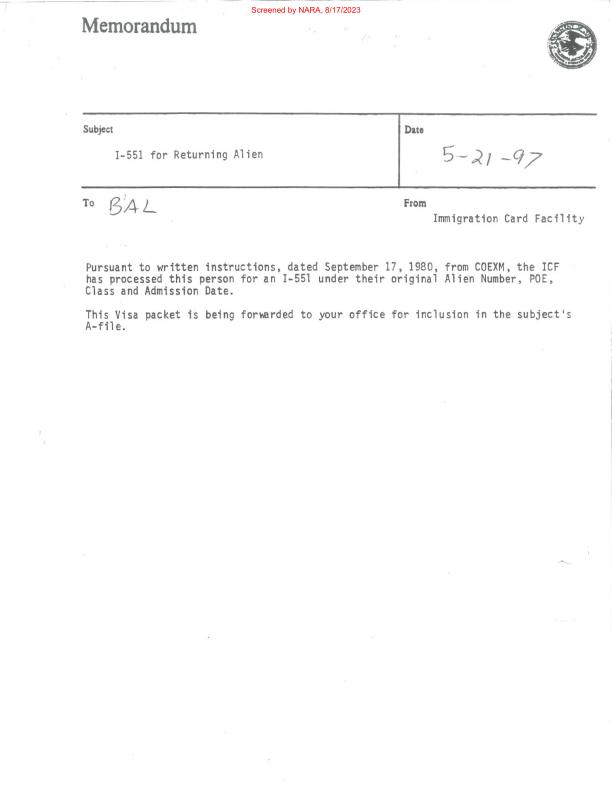 Screened by NARA, 8/17/2023
Memorandum
Subject
I-551 for Returning Alien
Date
5-21-97
To BAL
From
Immigration Card Facility
Pursuant to written instructions, dated September 17, 1980, from COEXM, the ICF
has processed this person for an I-551 under their original Alien Number, POE,
Class and Admission Date.
This Visa packet is being forwarded to your office for inclusion in the subject's
A-file.